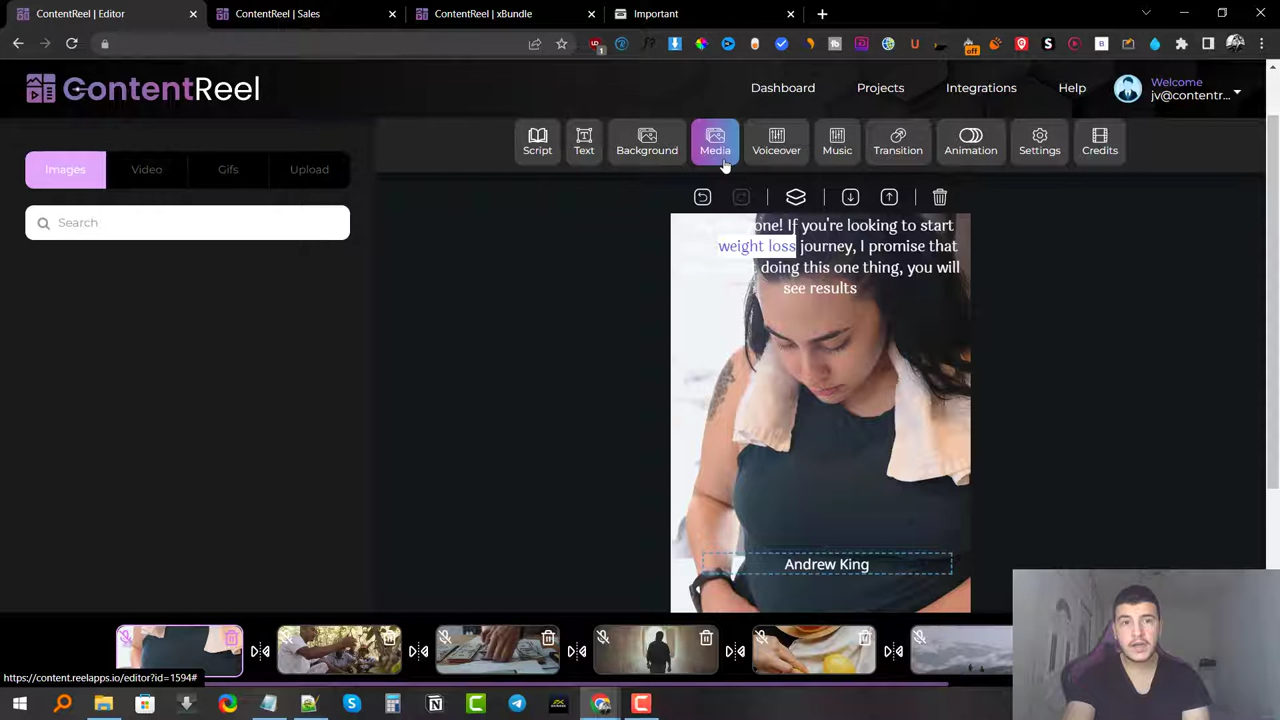 ContentReel | Editor
ContentReel | Sales
ContentReel | xBundle
Important
1
off
ContentReel
Dashboard
Projects
Integrations
Help
Welcome
jv@contentr...
Script
Text
Background
Media
Voiceover
Music
Transition
Animation
Settings
Credits
Images
Video
Gifs
Upload
Search
one! If you're looking to start
weight loss journey, I promise that
doing this one thing, you will
see results
Andrew King
https://content.reelapps.io/editor?id=1594#